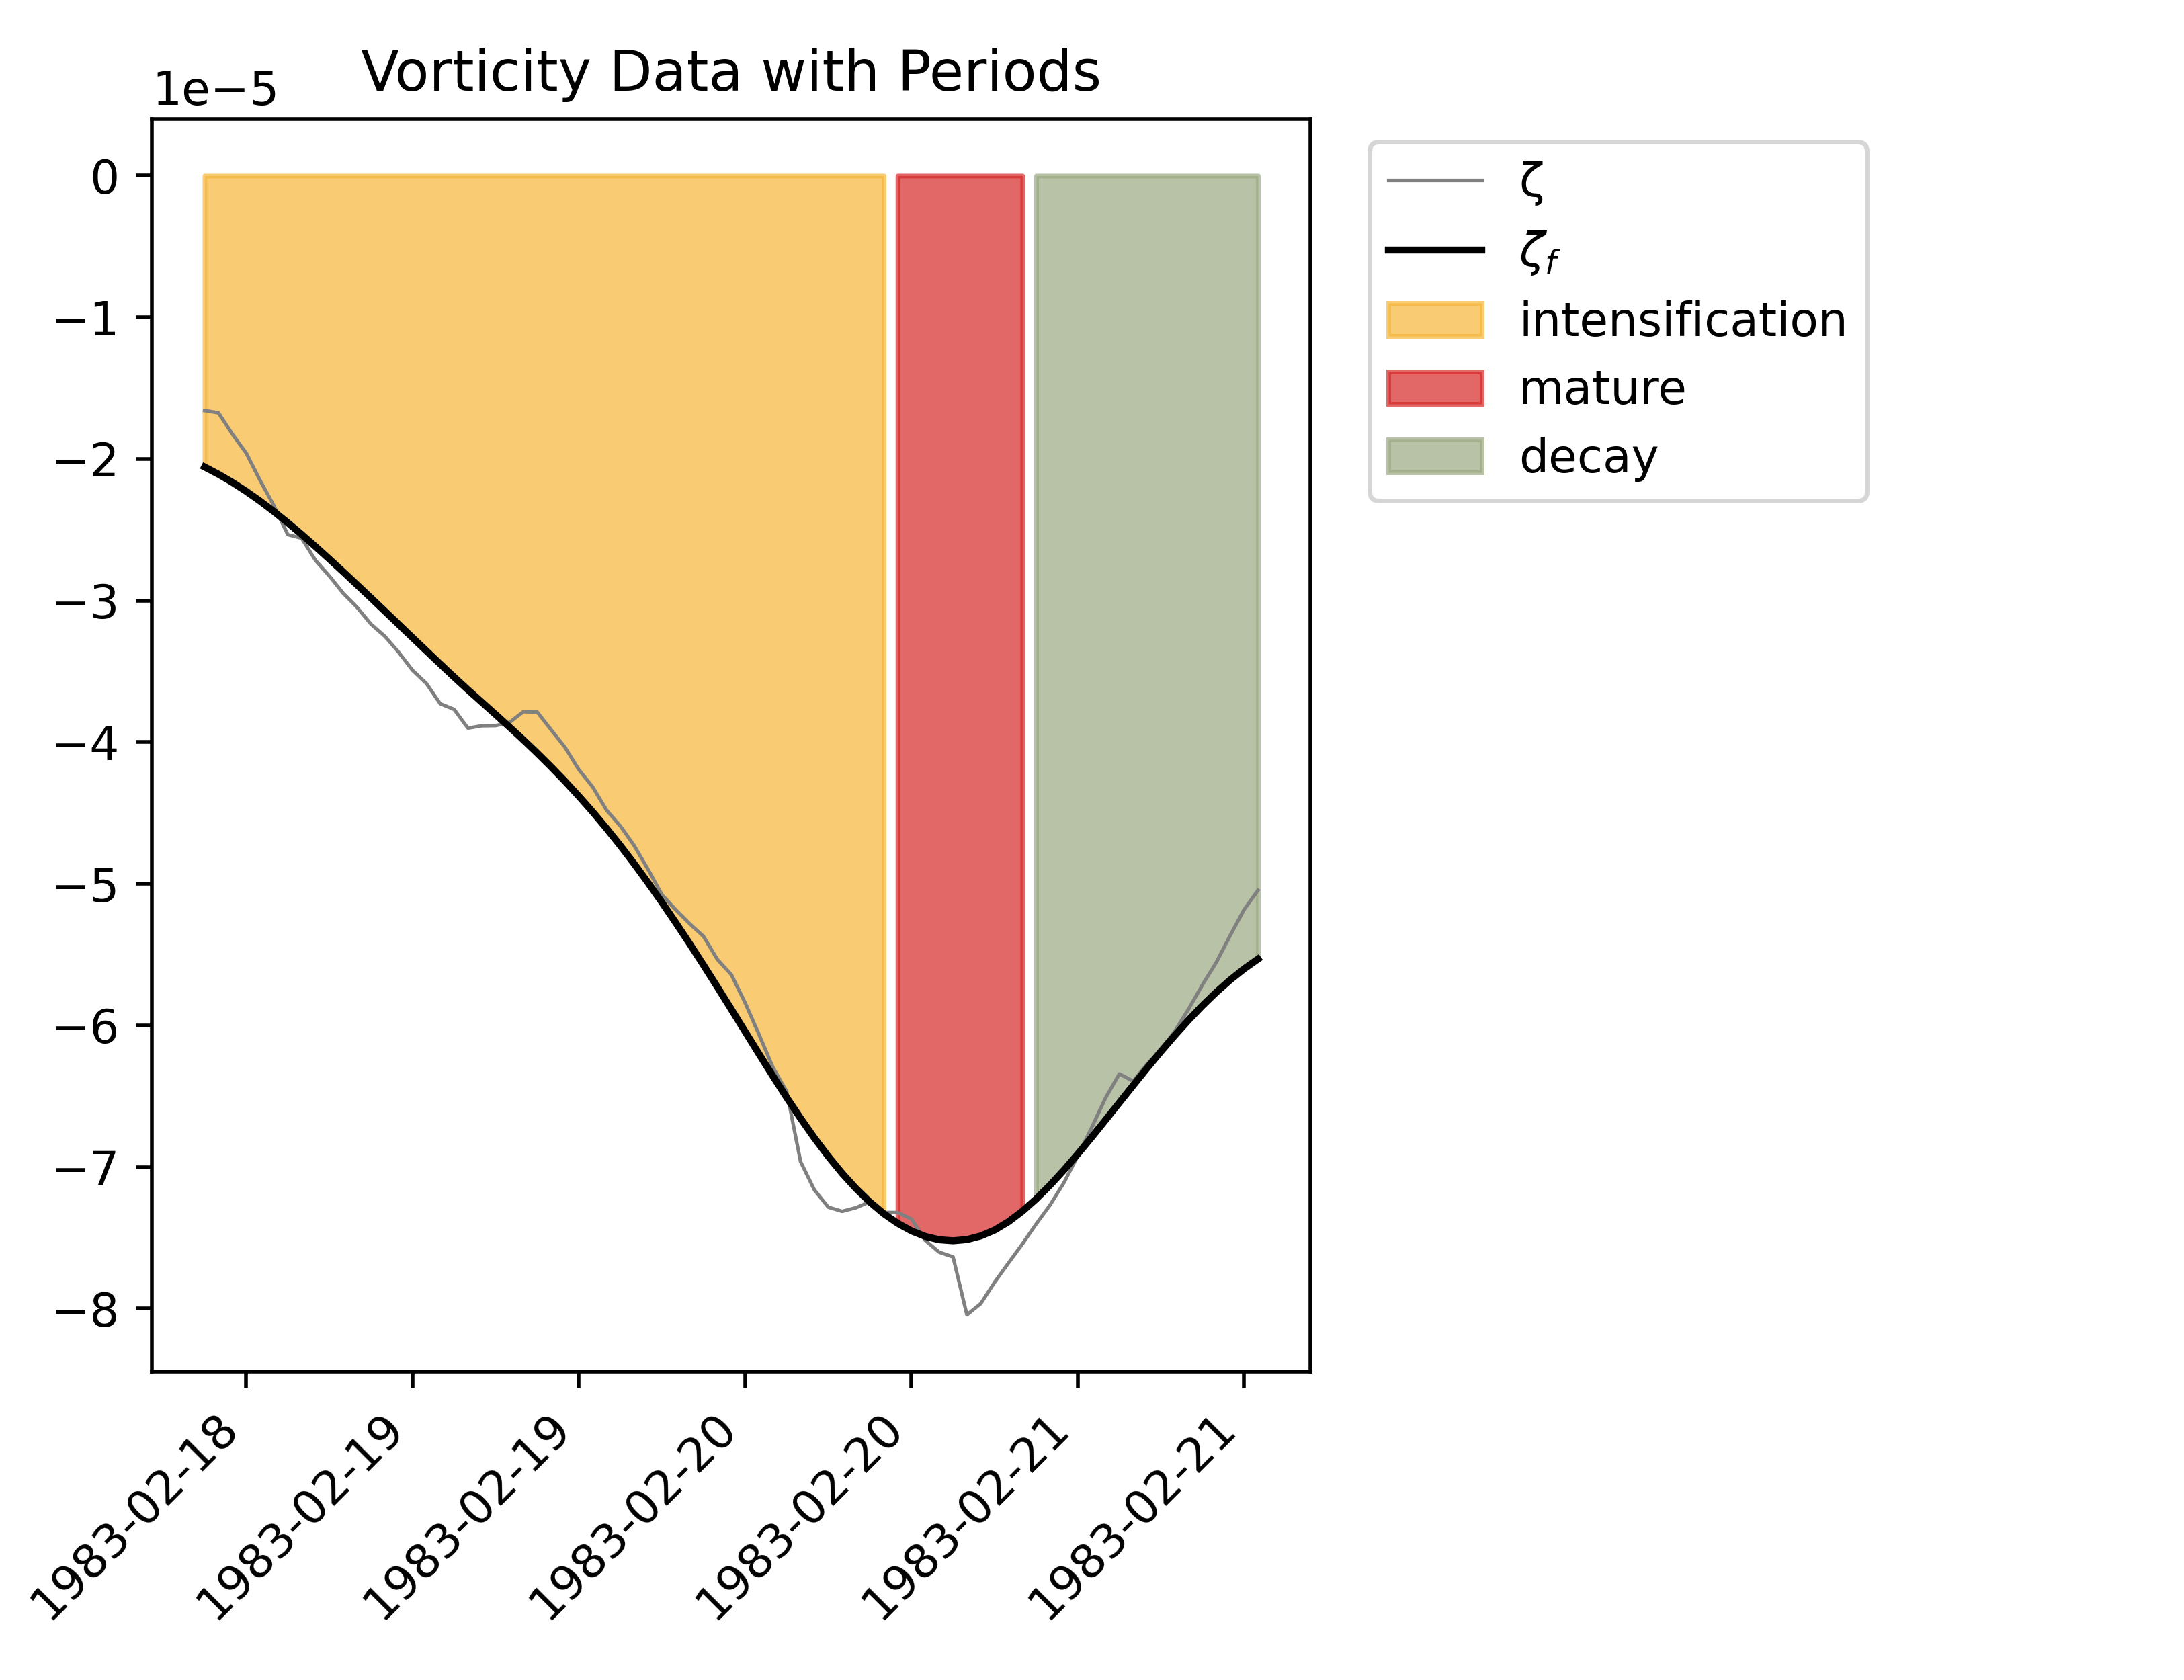 Vorticity Data with Periods
1e−5
0
−1
−2
−3
−4
−5
−6
−7
−8
1983-02-18
1983-02-19
1983-02-19
1983-02-20
1983-02-20
1983-02-21
1983-02-21
ζ
ζf
intensification
mature
decay